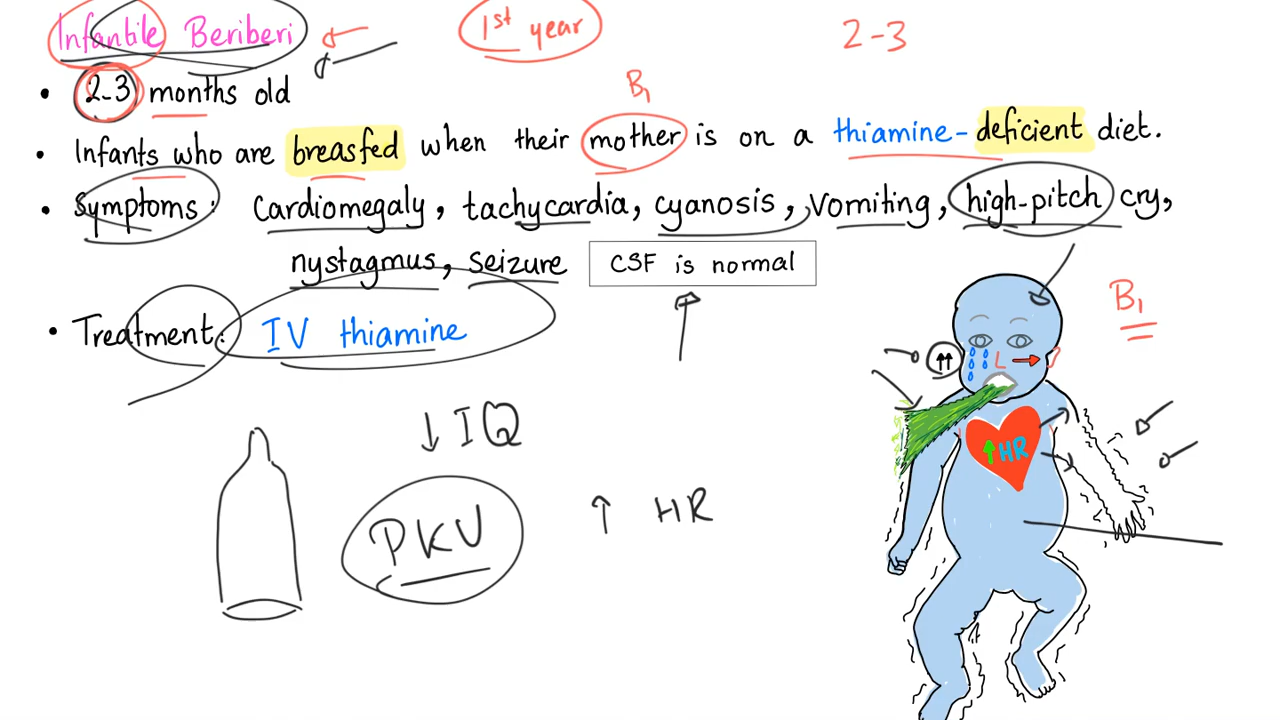 Infantile Beriberi
1st year
2-3
• 2-3 months old
B1
• Infants who are breasfed when their mother is on a thiamine-deficient diet.
• Symptoms: Cardiomegaly, tachycardia, cyanosis, vomiting, high-pitch cry,
nystagmus, seizure
CSF is normal
• Treatment: IV thiamine
B1
↓ IQ
PKU
↑ HR
↑↑
↑HR